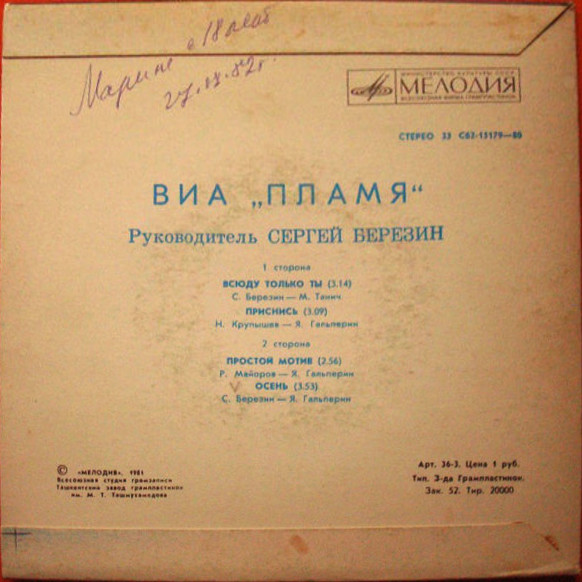 Марине с 18 летием
27.03.82г.
МИНИСТЕРСТВО КУЛЬТУРЫ СССР
МЕЛОДИЯ
ВСЕСОЮЗНАЯ ФИРМА ГРАМПЛАСТИНОК
СТЕРЕО 33 С62-15179—80
ВИА „ПЛАМЯ“
Руководитель СЕРГЕЙ БЕРЕЗИН
1 сторона
ВСЮДУ ТОЛЬКО ТЫ (3.14)
С. Березин — М. Танич
ПРИСНИСЬ (3.09)
Н. Крупышев — Я. Гальперин
2 сторона
ПРОСТОЙ МОТИВ (2.56)
Р. Майоров — Я. Гальперин
ОСЕНЬ (3.53)
С. Березин — Я. Гальперин
© «МЕЛОДИЯ», 1981
Всесоюзная студия грамзаписи
Ташкентский завод грампластинок
им. М. Т. Ташмухамедова
Арт. 36-3. Цена 1 руб.
Тип. З-да Грампластинок.
Зак. 52. Тир. 20000